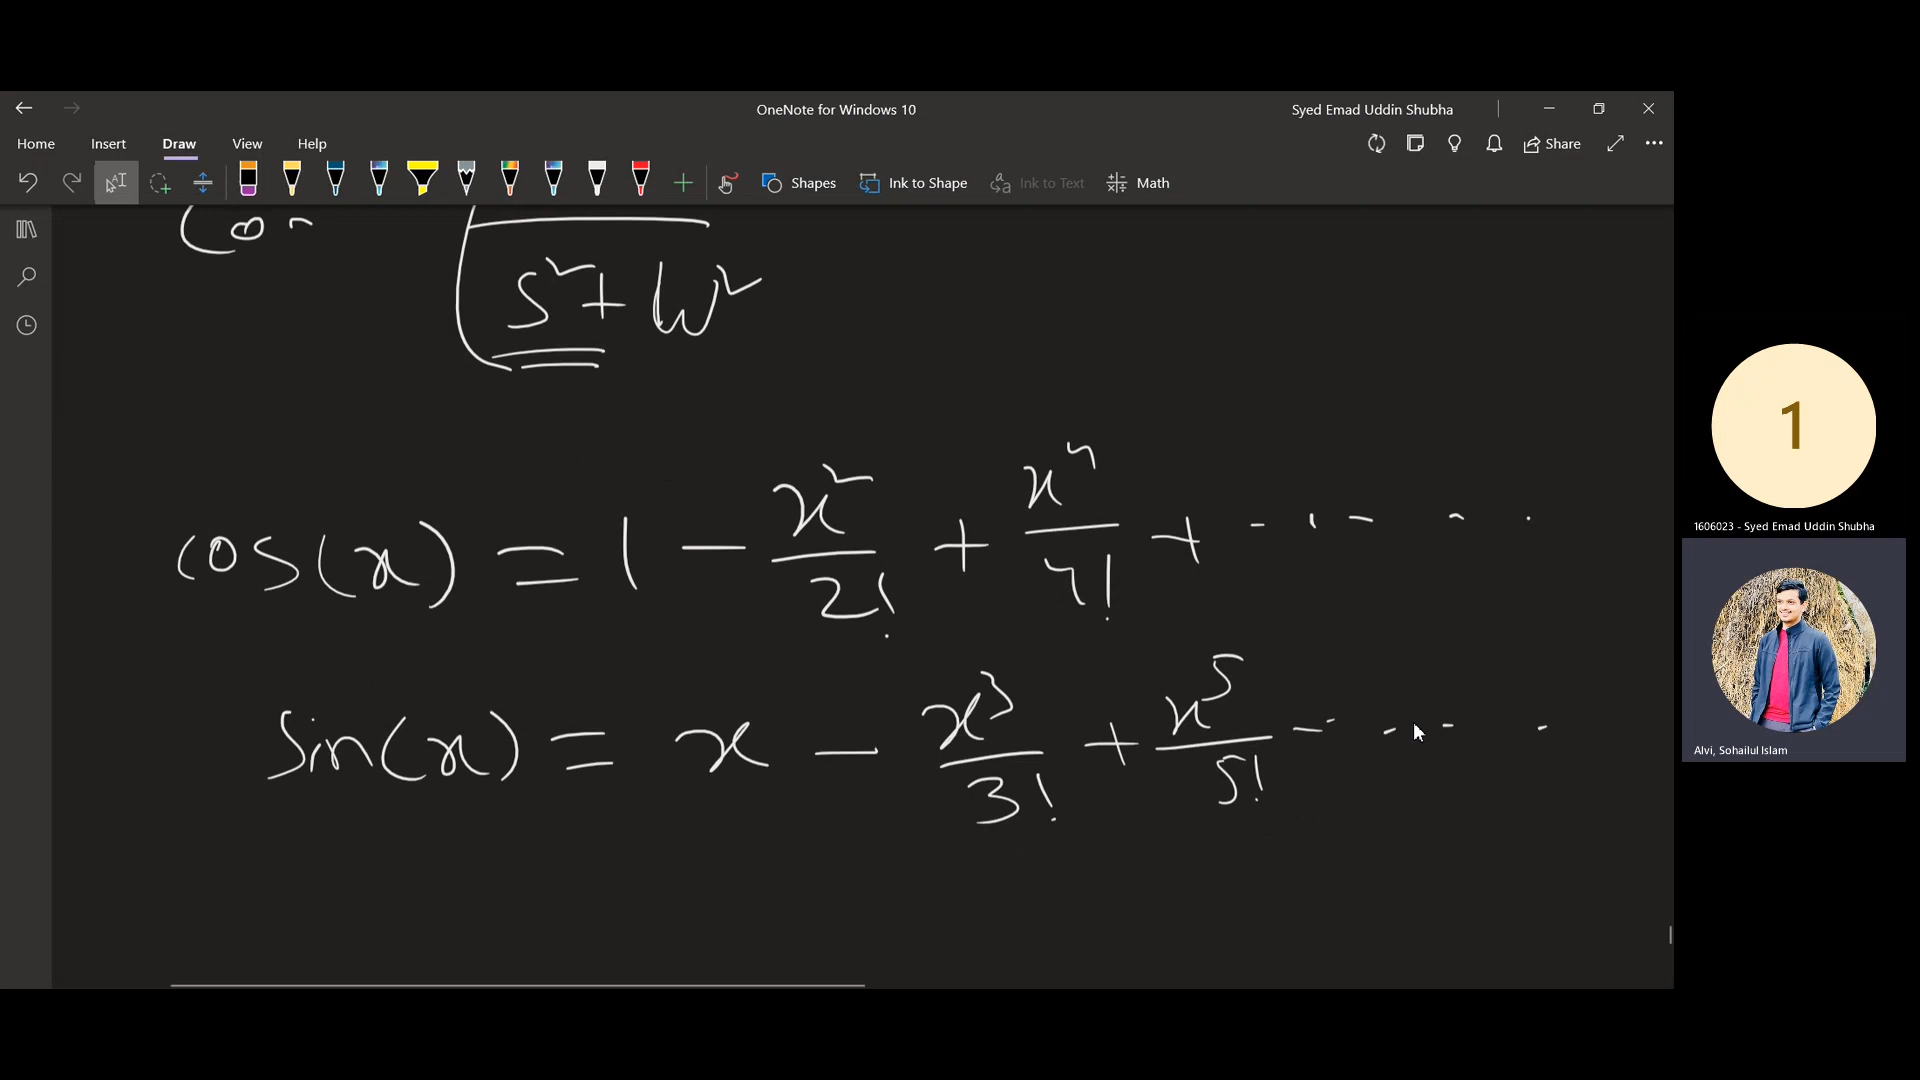 OneNote for Windows 10
Syed Emad Uddin Shubha
Home Insert Draw View Help
Share
Shapes Ink to Shape Ink to Text Math
S² + W²
cos(x) = 1 - x²/2! + x⁴/4! + - · - - ·
Sin(x) = x - x³/3! + x⁵/5! - - - -
1
1606023 - Syed Emad Uddin Shubha
Alvi, Sohailul Islam